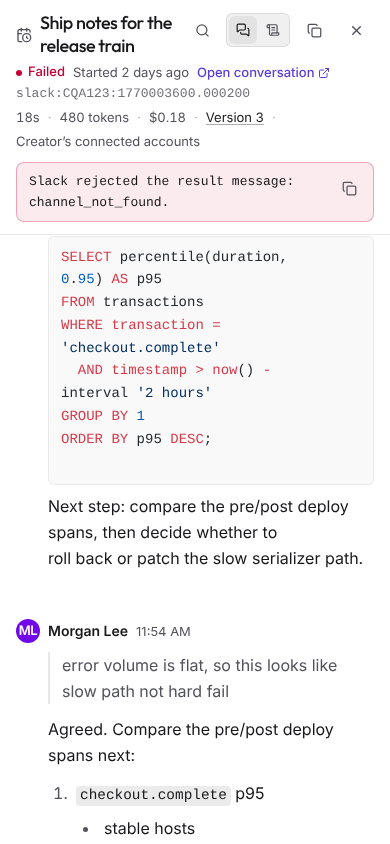 Ship notes for the
release train
Failed Started 2 days ago Open conversation
slack:CQA123:1770003600.000200
18s · 480 tokens · $0.18 · Version 3 ·
Creator's connected accounts
Slack rejected the result message:
channel_not_found.
SELECT percentile(duration,
0.95) AS p95
FROM transactions
WHERE transaction =
'checkout.complete'
AND timestamp > now() -
interval '2 hours'
GROUP BY 1
ORDER BY p95 DESC;
Next step: compare the pre/post deploy
spans, then decide whether to
roll back or patch the slow serializer path.
ML Morgan Lee 11:54 AM
error volume is flat, so this looks like
slow path not hard fail
Agreed. Compare the pre/post deploy
spans next:
1. checkout.complete p95
• stable hosts